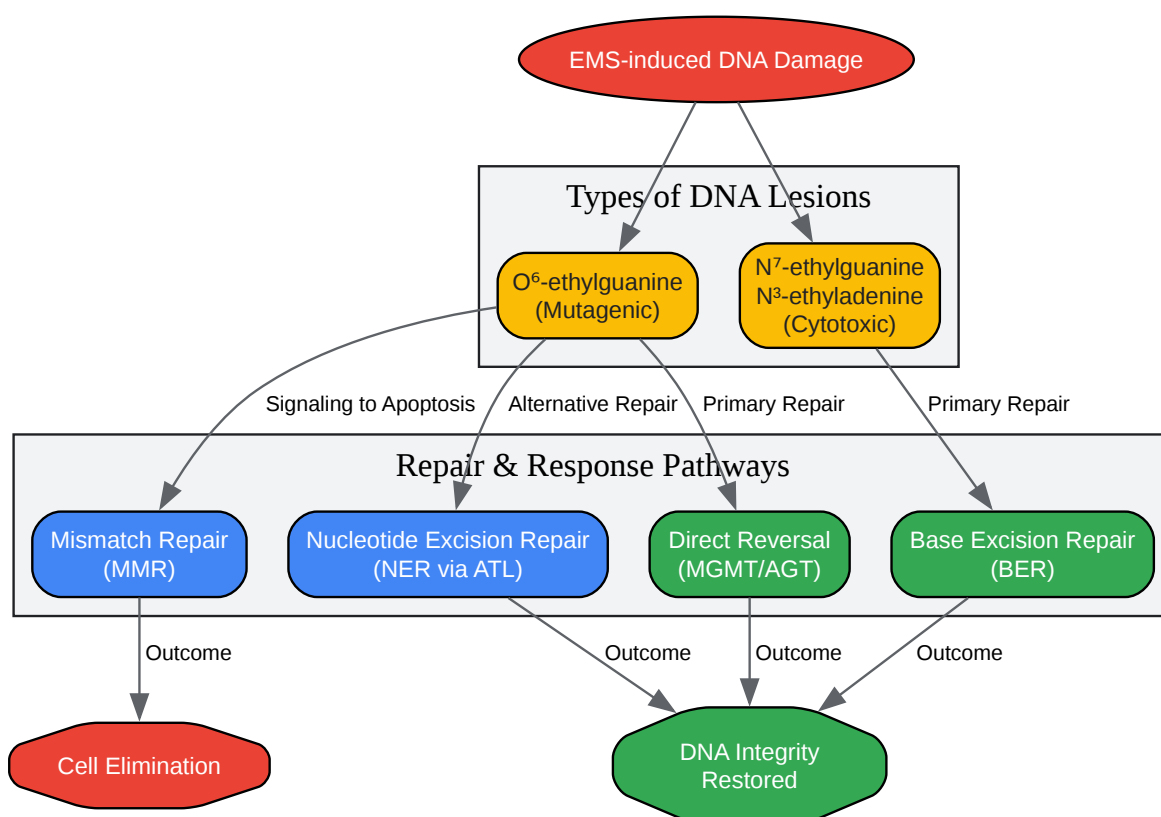 EMS-induced DNA Damage
Types of DNA Lesions
O⁶-ethylguanine
(Mutagenic)
N⁷-ethylguanine
N³-ethyladenine
(Cytotoxic)
Signaling to Apoptosis
Alternative Repair
Primary Repair
Primary Repair
Repair & Response Pathways
Mismatch Repair
(MMR)
Nucleotide Excision Repair
(NER via ATL)
Direct Reversal
(MGMT/AGT)
Base Excision Repair
(BER)
Outcome
Outcome
Outcome
Outcome
Cell Elimination
DNA Integrity
Restored